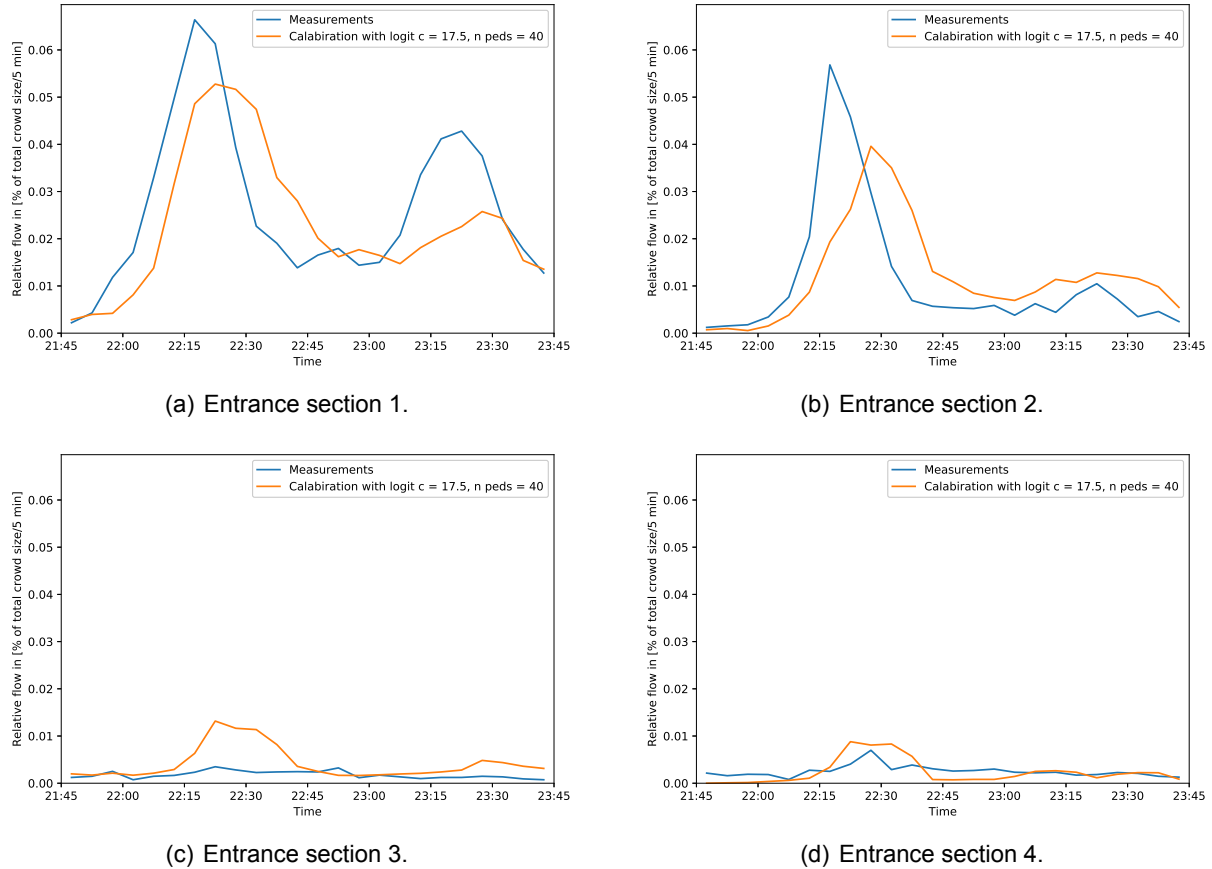 Measurements
Calabiration with logit c = 17.5, n peds = 40
Relative flow in [% of total crowd size/5 min]
0.06
0.05
0.04
0.03
0.02
0.01
0.00
21:45 22:00 22:15 22:30 22:45 23:00 23:15 23:30 23:45
Time
(a) Entrance section 1.
Measurements
Calabiration with logit c = 17.5, n peds = 40
Relative flow in [% of total crowd size/5 min]
0.06
0.05
0.04
0.03
0.02
0.01
0.00
21:45 22:00 22:15 22:30 22:45 23:00 23:15 23:30 23:45
Time
(b) Entrance section 2.
Measurements
Calabiration with logit c = 17.5, n peds = 40
Relative flow in [% of total crowd size/5 min]
0.06
0.05
0.04
0.03
0.02
0.01
0.00
21:45 22:00 22:15 22:30 22:45 23:00 23:15 23:30 23:45
Time
(c) Entrance section 3.
Measurements
Calabiration with logit c = 17.5, n peds = 40
Relative flow in [% of total crowd size/5 min]
0.06
0.05
0.04
0.03
0.02
0.01
0.00
21:45 22:00 22:15 22:30 22:45 23:00 23:15 23:30 23:45
Time
(d) Entrance section 4.